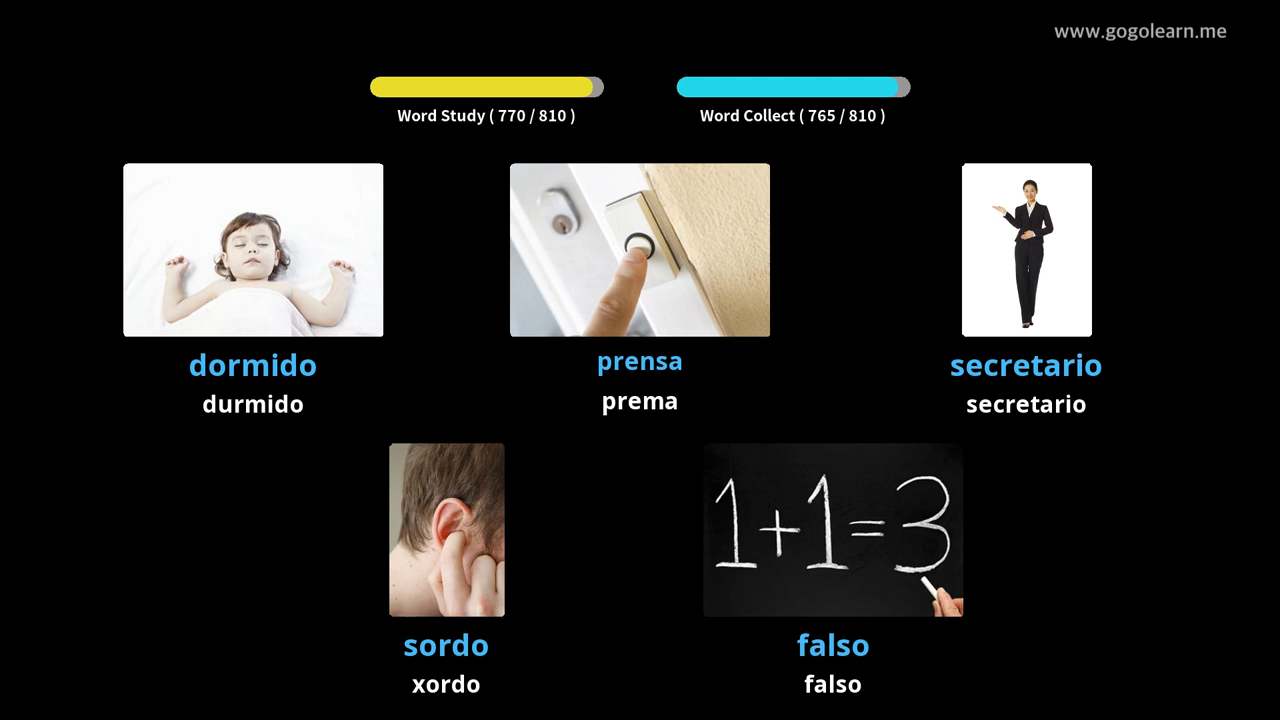 www.gogolearn.me
Word Study ( 770 / 810 )
Word Collect ( 765 / 810 )
dormido
durmido
prensa
prema
secretario
secretario
1+1=3
sordo
xordo
falso
falso